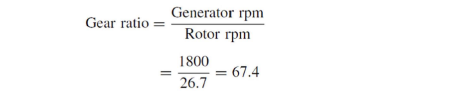 Gear ratio = Generator rpm / Rotor rpm
= 1800 / 26.7 = 67.4